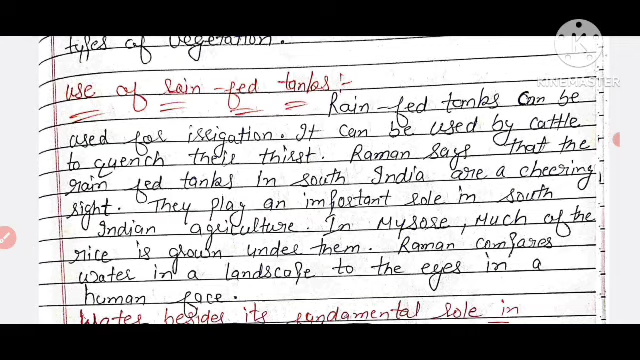 types of vegetation.
KINEMASTER
use of rain-fed tanks :-
Rain-fed tanks can be
used for irrigation. It can be used by cattle
to quench their thirst. Raman says that the
rain fed tanks in South India are a cheering
sight. They play an important role in South
Indian agriculture. In Mysore, Much of the
rice is grown under them. Raman compares
water in a landscape to the eyes in a
human face.
Water besides its fundamental role in